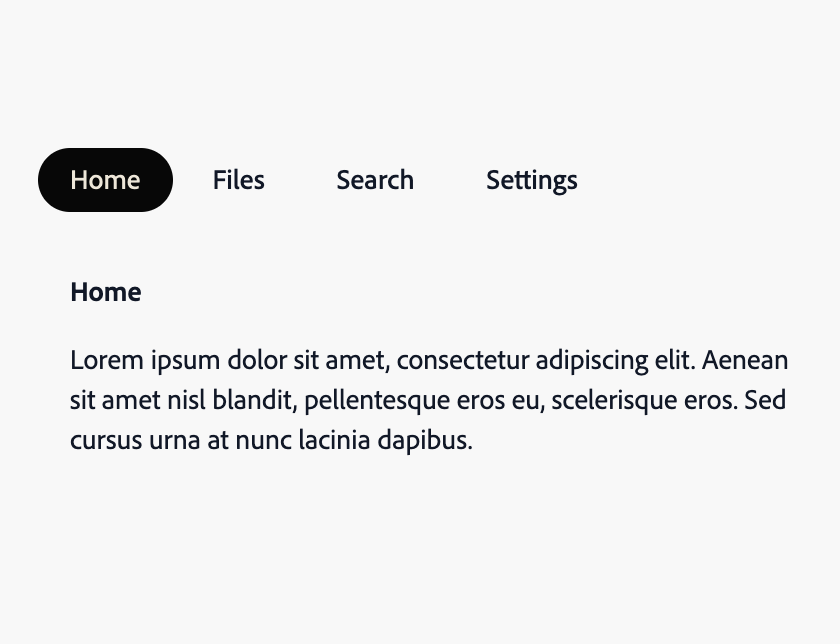 Home Files Search Settings
Home
Lorem ipsum dolor sit amet, consectetur adipiscing elit. Aenean
sit amet nisl blandit, pellentesque eros eu, scelerisque eros. Sed
cursus urna at nunc lacinia dapibus.